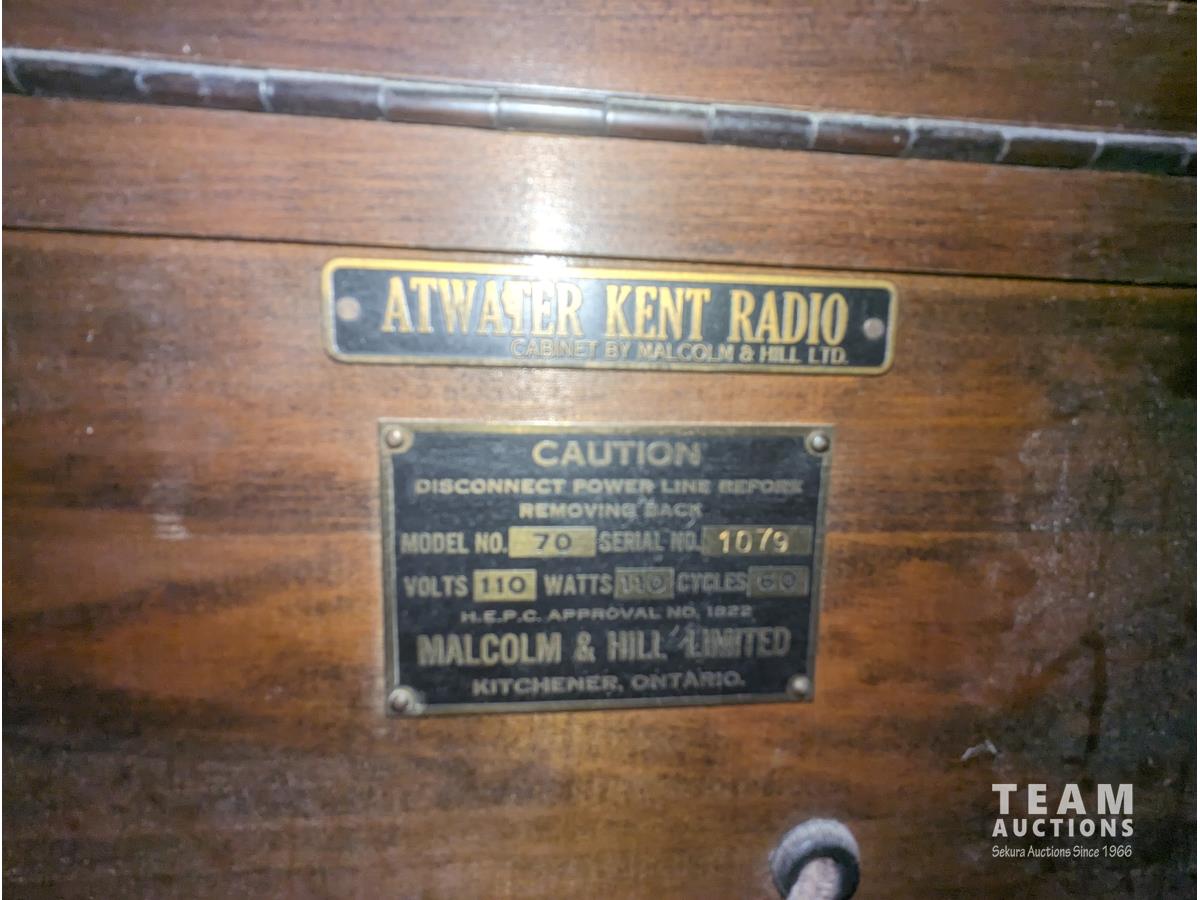 ATWATER KENT RADIO
CABINET BY MALCOLM & HILL LTD.
CAUTION
DISCONNECT POWER LINE BEFORE
REMOVING BACK
MODEL NO. 70 SERIAL NO. 1079
VOLTS 110 WATTS 110 CYCLES 60
H.E.P.C. APPROVAL NO. 1822
MALCOLM & HILL LIMITED
KITCHENER, ONTARIO.
TEAM
AUCTIONS
Sekura Auctions Since 1966